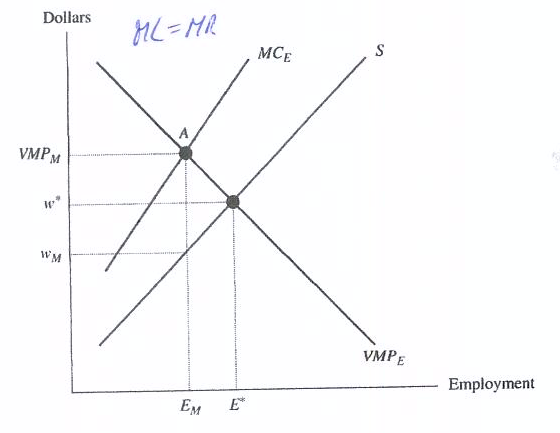 Dollars
MC=MR
MC_E
S
A
VMP_M
w*
w_M
VMP_E
Employment
E_M
E*